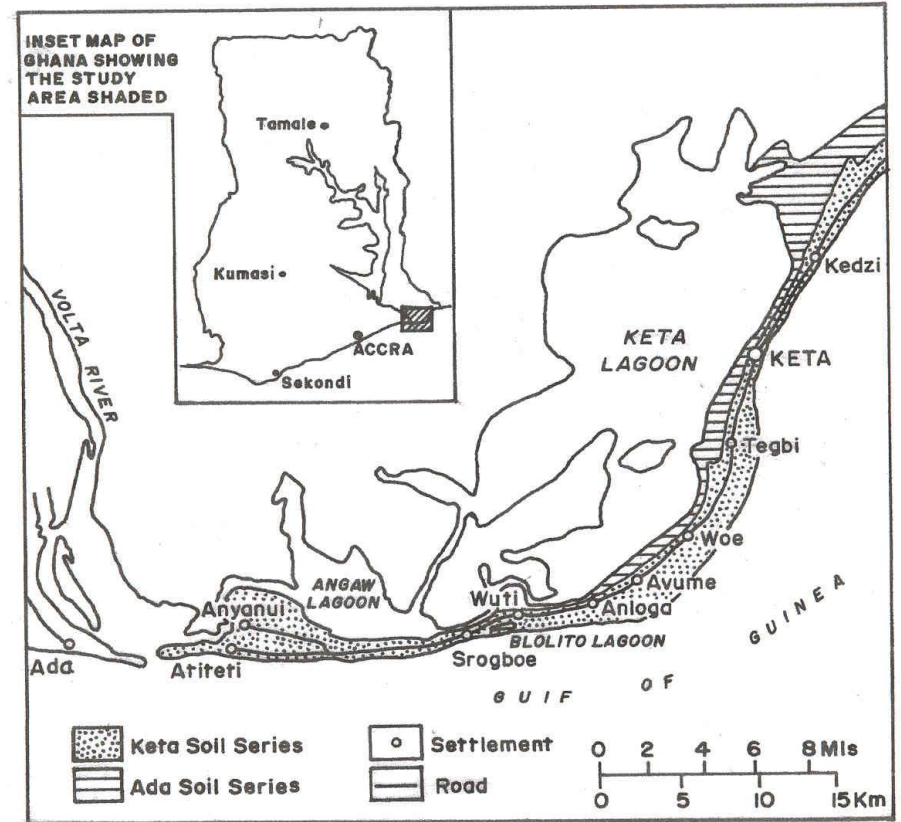 INSET MAP OF
GHANA SHOWING
THE STUDY
AREA SHADED
Tamale
Kumasi
ACCRA
Sekondi
VOLTA RIVER
KETA
LAGOON
Kedzi
KETA
Tegbi
Woe
Avume
Anloga
Wuti
BLOLITO LAGOON
Srogboe
ANGAW
LAGOON
Anyanui
Atiteti
Ada
GUIF OF GUINEA
Keta Soil Series
Ada Soil Series
Settlement
Road
0 2 4 6 8 Mls
0 5 10 15 Km